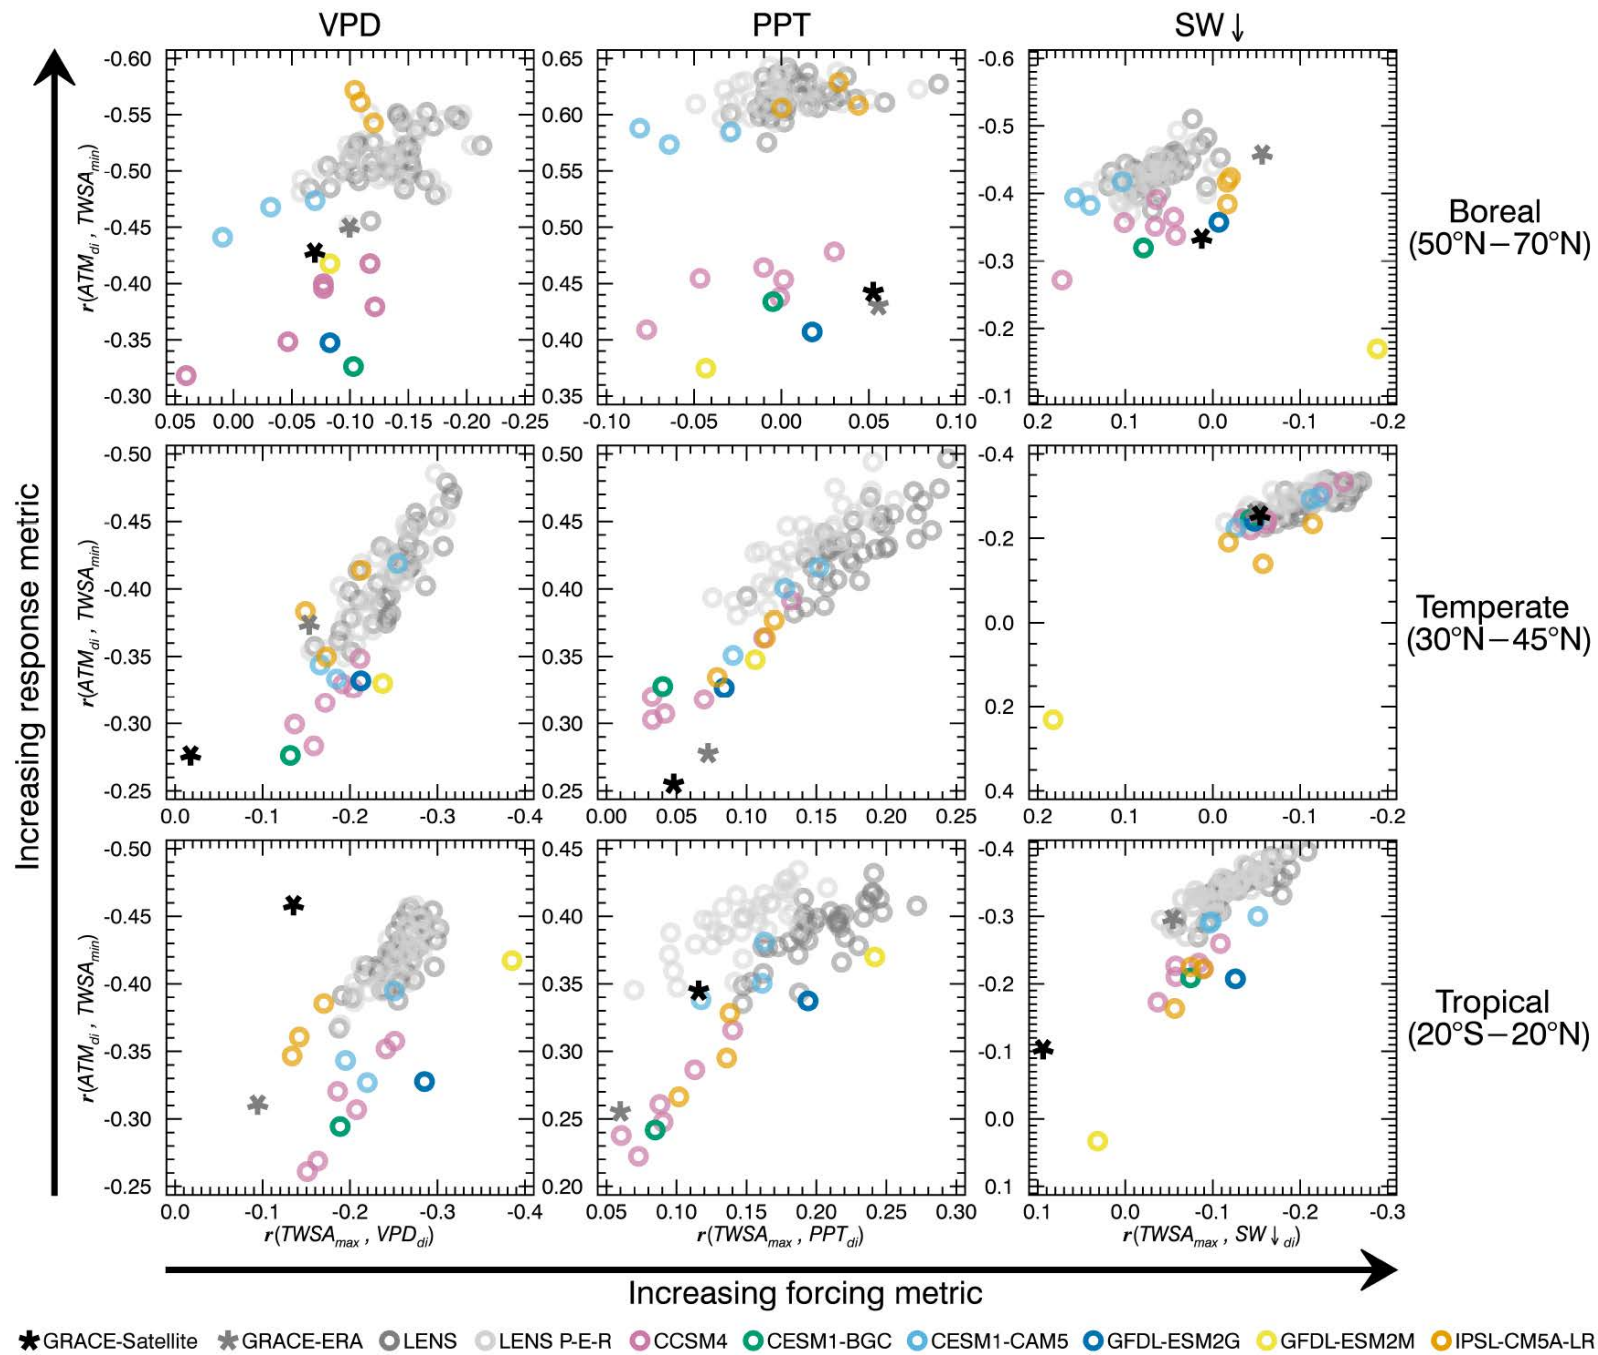 VPD PPT SW↓
-0.60 -0.55 -0.50 -0.45 -0.40 -0.35 -0.30
r(ATM_di , TWSA_min)
0.05 0.00 -0.05 -0.10 -0.15 -0.20 -0.25
0.65 0.60 0.55 0.50 0.45 0.40 0.35
-0.10 -0.05 0.00 0.05 0.10
-0.6 -0.5 -0.4 -0.3 -0.2 -0.1
0.2 0.1 0.0 -0.1 -0.2
Boreal
(50°N–70°N)
-0.50 -0.45 -0.40 -0.35 -0.30 -0.25
r(ATM_di , TWSA_min)
0.0 -0.1 -0.2 -0.3 -0.4
0.50 0.45 0.40 0.35 0.30 0.25
0.00 0.05 0.10 0.15 0.20 0.25
-0.4 -0.2 0.0 0.2 0.4
0.2 0.1 0.0 -0.1 -0.2
Temperate
(30°N–45°N)
-0.50 -0.45 -0.40 -0.35 -0.30 -0.25
r(ATM_di , TWSA_min)
0.0 -0.1 -0.2 -0.3 -0.4
r(TWSA_max , VPD_di)
0.45 0.40 0.35 0.30 0.25 0.20
0.05 0.10 0.15 0.20 0.25 0.30
r(TWSA_max , PPT_di)
-0.4 -0.3 -0.2 -0.1 0.0 0.1
0.1 0.0 -0.1 -0.2 -0.3
r(TWSA_max , SW↓_di)
Tropical
(20°S–20°N)
Increasing response metric
Increasing forcing metric
GRACE-Satellite GRACE-ERA LENS LENS P-E-R CCSM4 CESM1-BGC CESM1-CAM5 GFDL-ESM2G GFDL-ESM2M IPSL-CM5A-LR